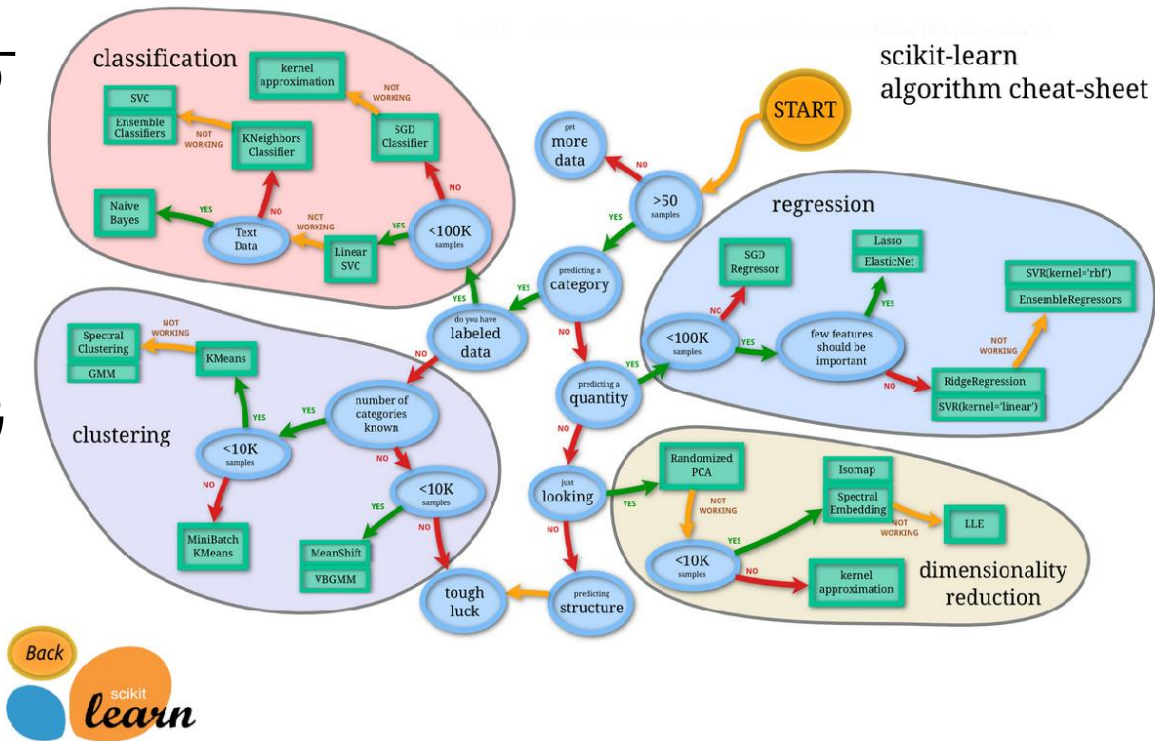 scikit-learn
algorithm cheat-sheet
START
classification
kernel
approximation
NOT
WORKING
SVC
Ensemble
Classifiers
NOT
WORKING
KNeighbors
Classifier
SGD
Classifier
NO
Naive
Bayes
YES
Text
Data
NO
NOT
WORKING
Linear
SVC
YES
<100K
samples
YES
get
more
data
NO
>50
samples
YES
predicting a
category
YES
NO
do you have
labeled
data
NO
predicting a
quantity
YES
NO
just
looking
YES
NO
predicting
structure
tough
luck
regression
SGD
Regressor
NO
<100K
samples
YES
Lasso
ElasticNet
YES
few features
should be
important
NO
SVR(kernel='rbf')
EnsembleRegressors
NOT
WORKING
RidgeRegression
SVR(kernel='linear')
clustering
Spectral
Clustering
GMM
NOT
WORKING
KMeans
YES
<10K
samples
YES
number of
categories
known
NO
NO
MiniBatch
KMeans
<10K
samples
YES
NO
MeanShift
VBGMM
dimensionality
reduction
Randomized
PCA
NOT
WORKING
<10K
samples
YES
NO
Isomap
Spectral
Embedding
NOT
WORKING
LLE
kernel
approximation
Back
scikit
learn